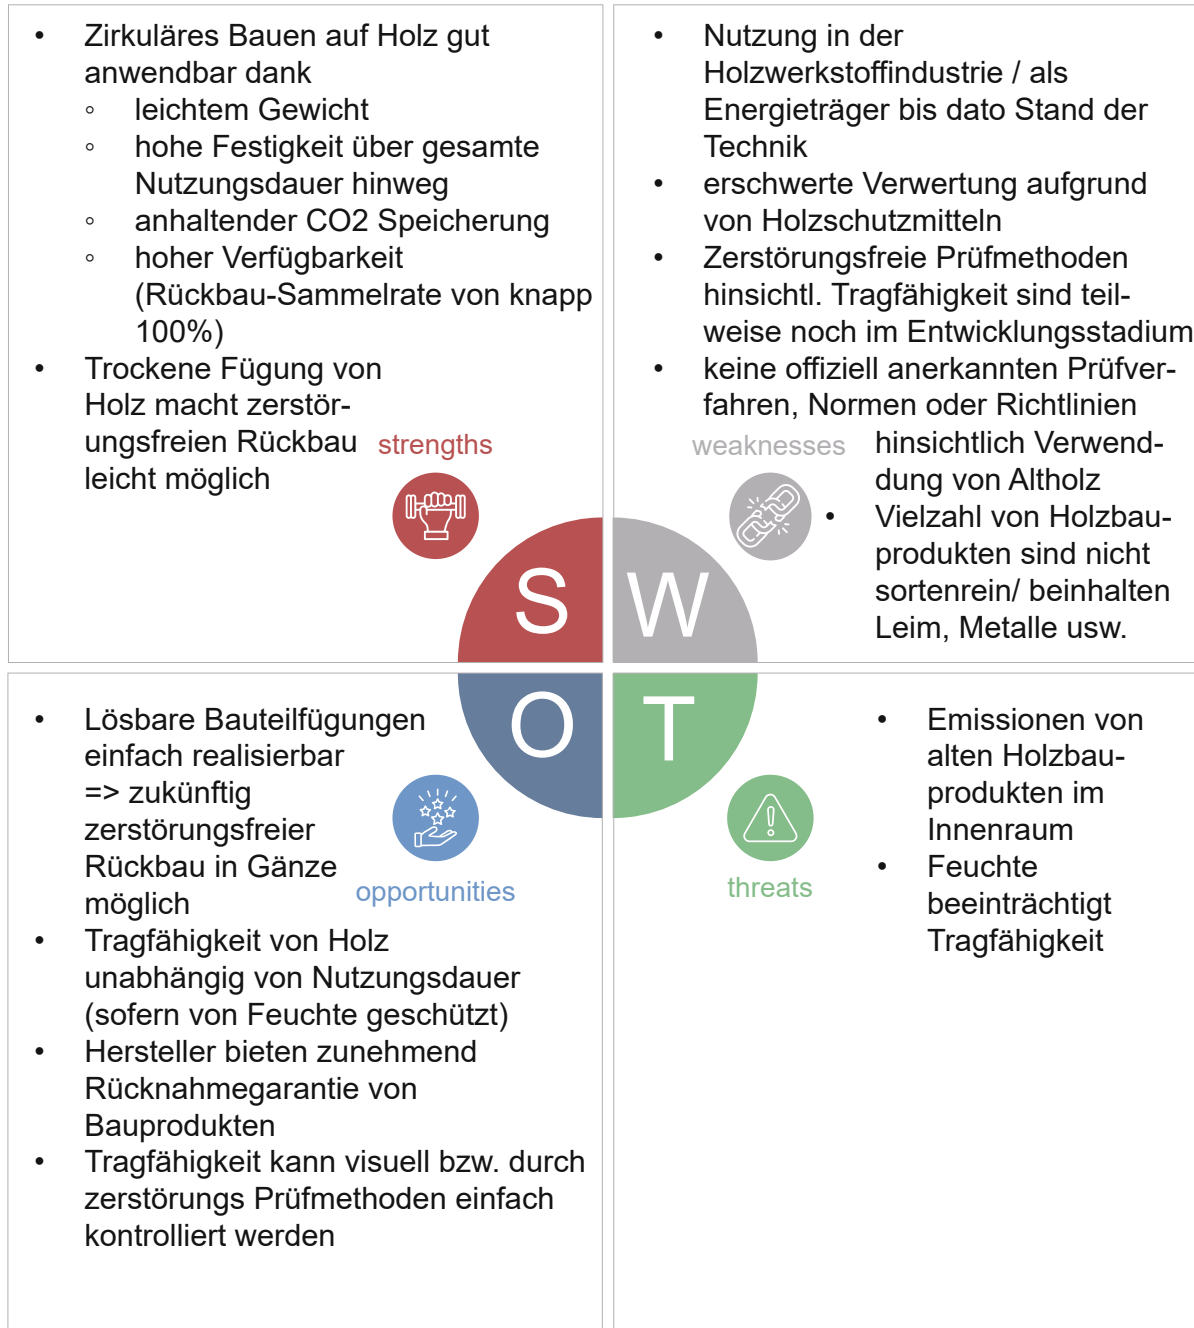 • Zirkuläres Bauen auf Holz gut
anwendbar dank
◦ leichtem Gewicht
◦ hohe Festigkeit über gesamte
Nutzungsdauer hinweg
◦ anhaltender CO2 Speicherung
◦ hoher Verfügbarkeit
(Rückbau-Sammelrate von knapp
100%)
• Trockene Fügung von
Holz macht zerstör-
ungsfreien Rückbau
leicht möglich
strengths
S
• Nutzung in der
Holzwerkstoffindustrie / als
Energieträger bis dato Stand der
Technik
• erschwerte Verwertung aufgrund
von Holzschutzmitteln
• Zerstörungsfreie Prüfmethoden
hinsichtl. Tragfähigkeit sind teil-
weise noch im Entwicklungsstadium
• keine offiziell anerkannten Prüfver-
fahren, Normen oder Richtlinien
hinsichtlich Verwend-
dung von Altholz
• Vielzahl von Holzbau-
produkten sind nicht
sortenrein/ beinhalten
Leim, Metalle usw.
weaknesses
W
• Lösbare Bauteilfügungen
einfach realisierbar
=> zukünftig
zerstörungsfreier
Rückbau in Gänze
möglich
• Tragfähigkeit von Holz
unabhängig von Nutzungsdauer
(sofern von Feuchte geschützt)
• Hersteller bieten zunehmend
Rücknahmegarantie von
Bauprodukten
• Tragfähigkeit kann visuell bzw. durch
zerstörungs Prüfmethoden einfach
kontrolliert werden
O
opportunities
T
threats
• Emissionen von
alten Holzbau-
produkten im
Innenraum
• Feuchte
beeinträchtigt
Tragfähigkeit